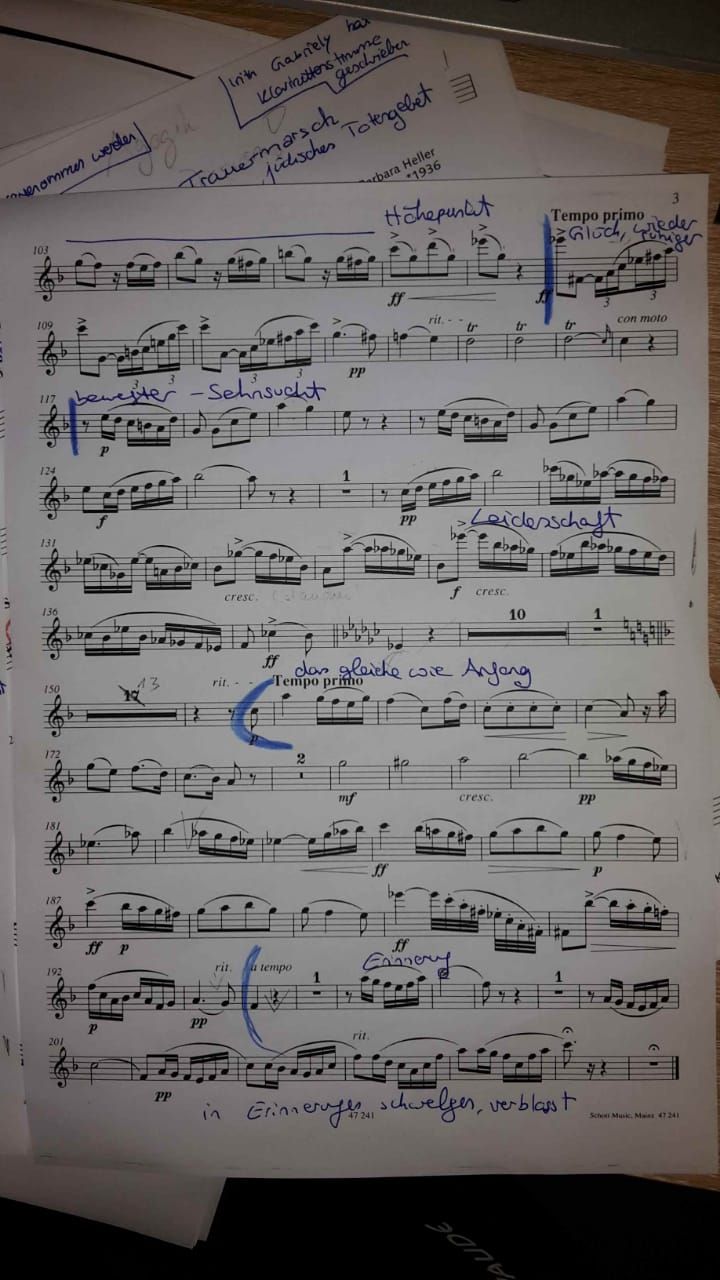 Irith Gabriely hat
Klarinettenstimme
geschrieben
genommen werden
Trauermarsch
jüdisches Totengebet
Barbara Heller
*1936
3
Höhepunkt
Tempo primo
Glück, wieder
ruhiger
103
ff
ff
3
3
109
rit. - -
tr
tr
tr
con moto
3
3
3
3
pp
bewegter - Sehnsucht
117
p
124
1
f
pp
Leidenschaft
131
cresc.
f
cresc.
136
10
1
ff
das gleiche wie Anfang
150
13
rit. - -
Tempo primo
p
172
2
mf
cresc.
pp
181
ff
p
187
ff
p
ff
192
rit.
a tempo
1
Erinnerung
1
p
pp
201
rit.
pp
in Erinnerungen schwelgen, verblasst
47 241
Schott Music, Mainz 47 241